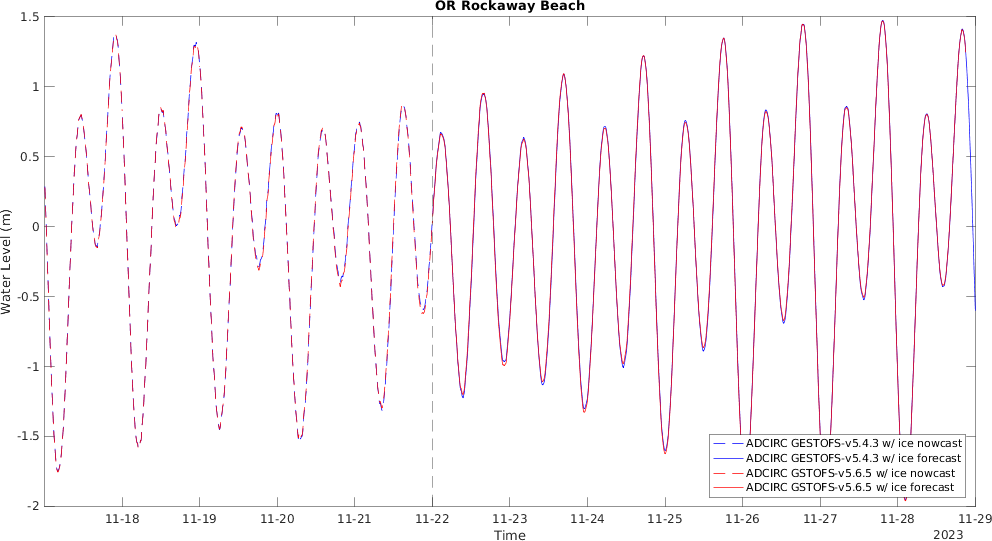 OR Rockaway Beach
1.5
1
0.5
0
-0.5
-1
-1.5
-2
Water Level (m)
11-18 11-19 11-20 11-21 11-22 11-23 11-24 11-25 11-26 11-27 11-28 11-29
Time
2023
ADCIRC GESTOFS-v5.4.3 w/ ice nowcast
ADCIRC GESTOFS-v5.4.3 w/ ice forecast
ADCIRC GSTOFS-v5.6.5 w/ ice nowcast
ADCIRC GSTOFS-v5.6.5 w/ ice forecast